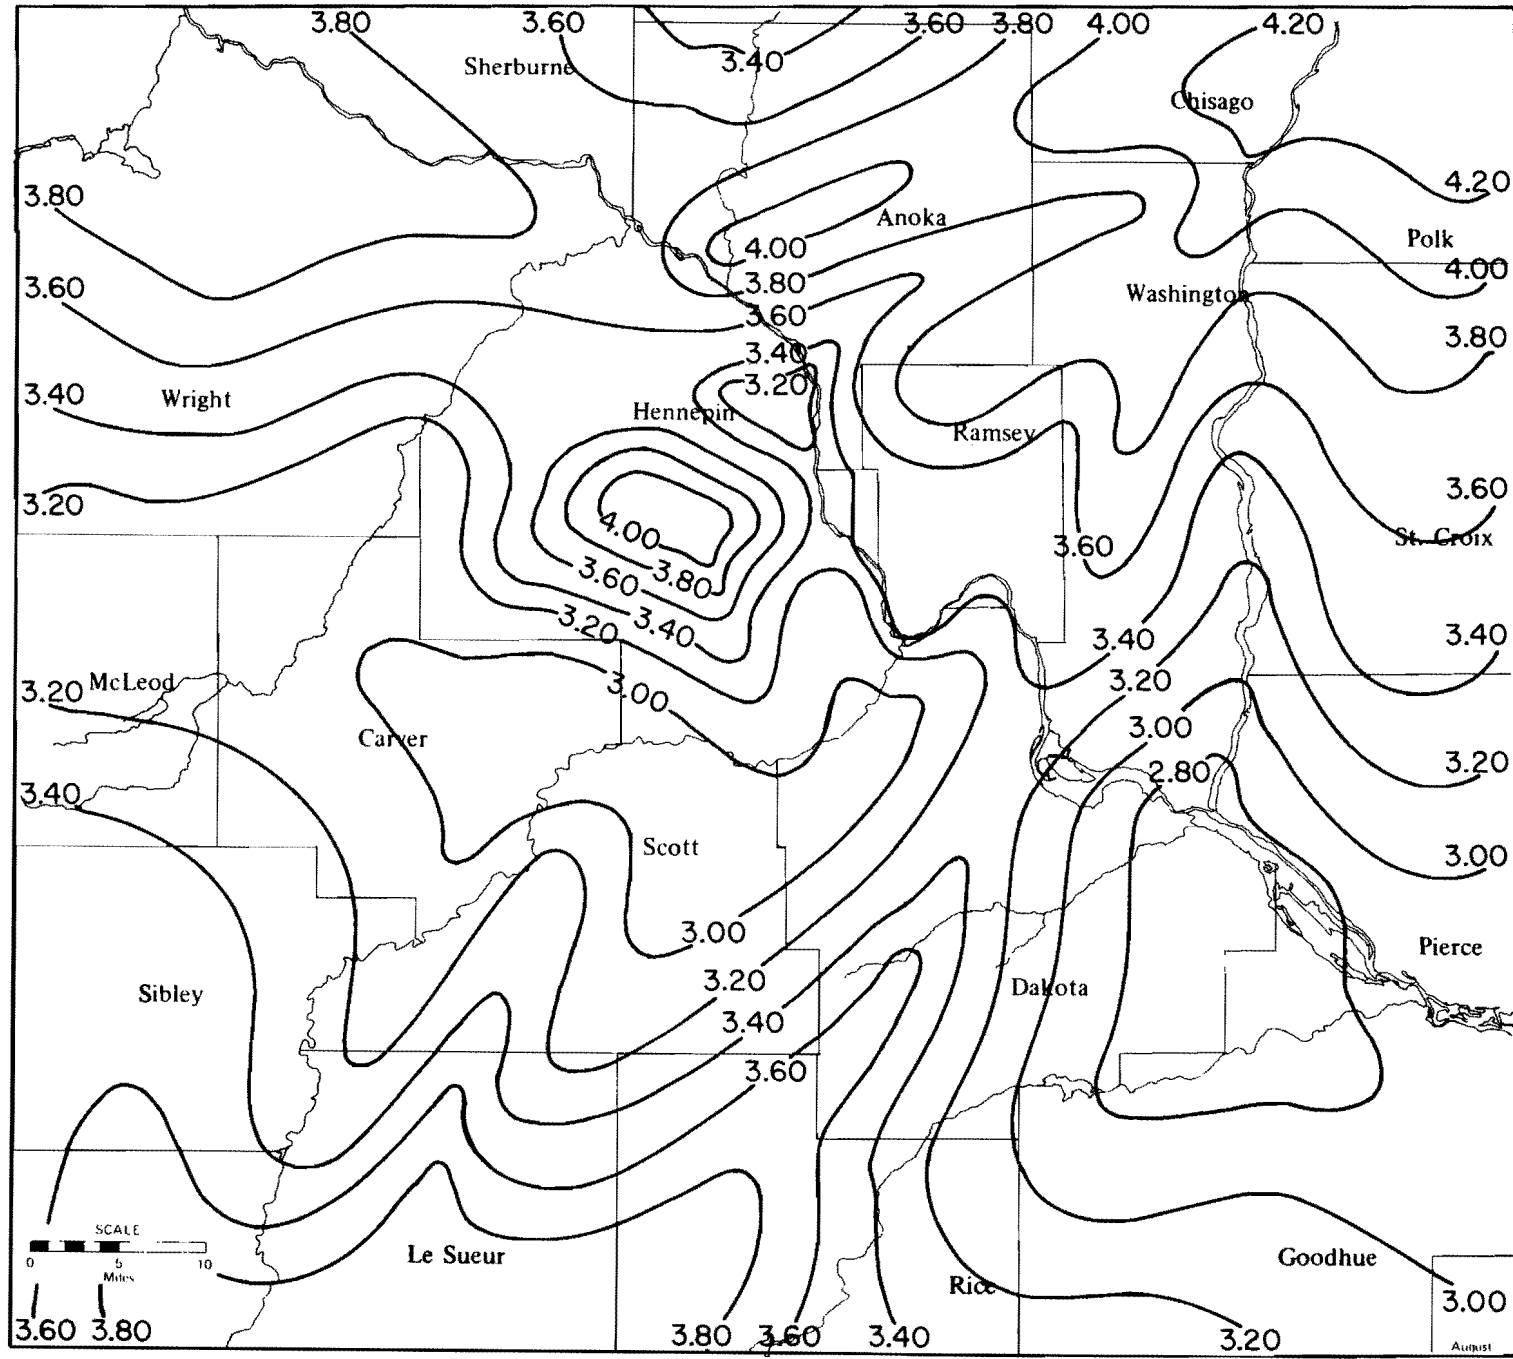 3.80 3.60 3.60 3.80 4.00 4.20
3.40
Sherburne
Chisago
3.80
4.20
Anoka
4.00
Polk
4.00
3.80
3.60
Washington
3.60
3.80
3.40
3.20
3.40
Wright
Hennepin
Ramsey
3.20
3.60
4.00
St. Croix
3.60
3.60 3.80
3.20 3.40
3.40
3.40
3.20
McLeod
3.20
3.00
Carver
3.00
3.20
2.80
3.40
Scott
3.00
3.00
Pierce
3.20
Sibley
Dakota
3.40
3.60
SCALE
0 5 10
Miles
Le Sueur
Goodhue
Rice
3.00
3.60 3.80
3.80 3.60 3.40
3.20
August